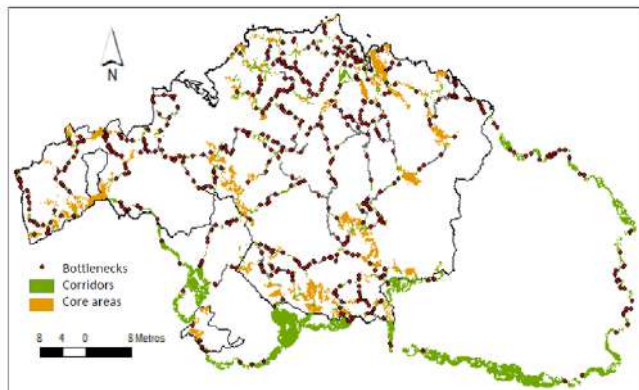 N
Bottlenecks
Corridors
Core areas
8 4 0 8 Metros